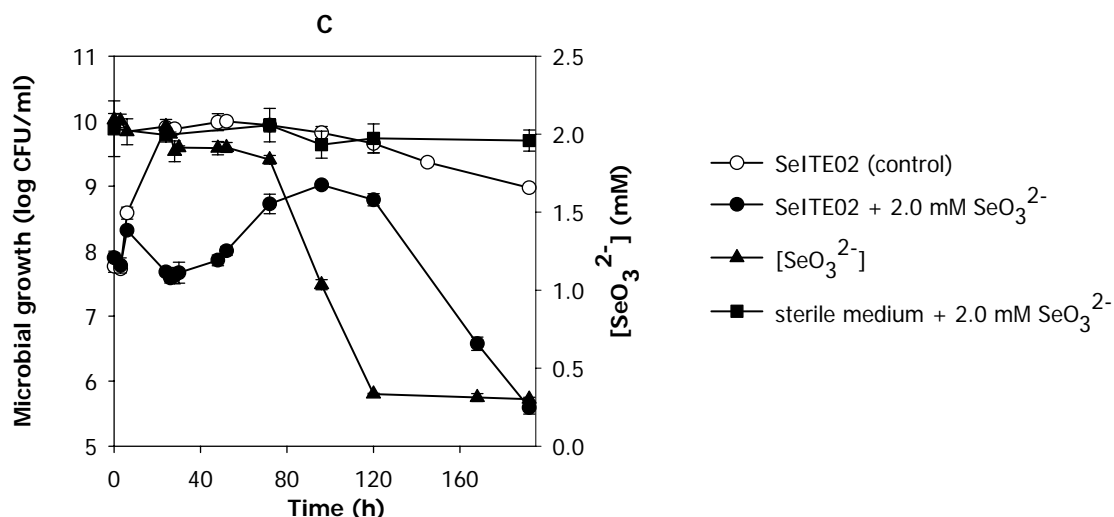 C
Microbial growth (log CFU/ml)
11
10
9
8
7
6
5
2.5
2.0
1.5
1.0
0.5
0.0
[SeO₃²⁻] (mM)
0 40 80 120 160
Time (h)
SeITE02 (control)
SeITE02 + 2.0 mM SeO₃²⁻
[SeO₃²⁻]
sterile medium + 2.0 mM SeO₃²⁻